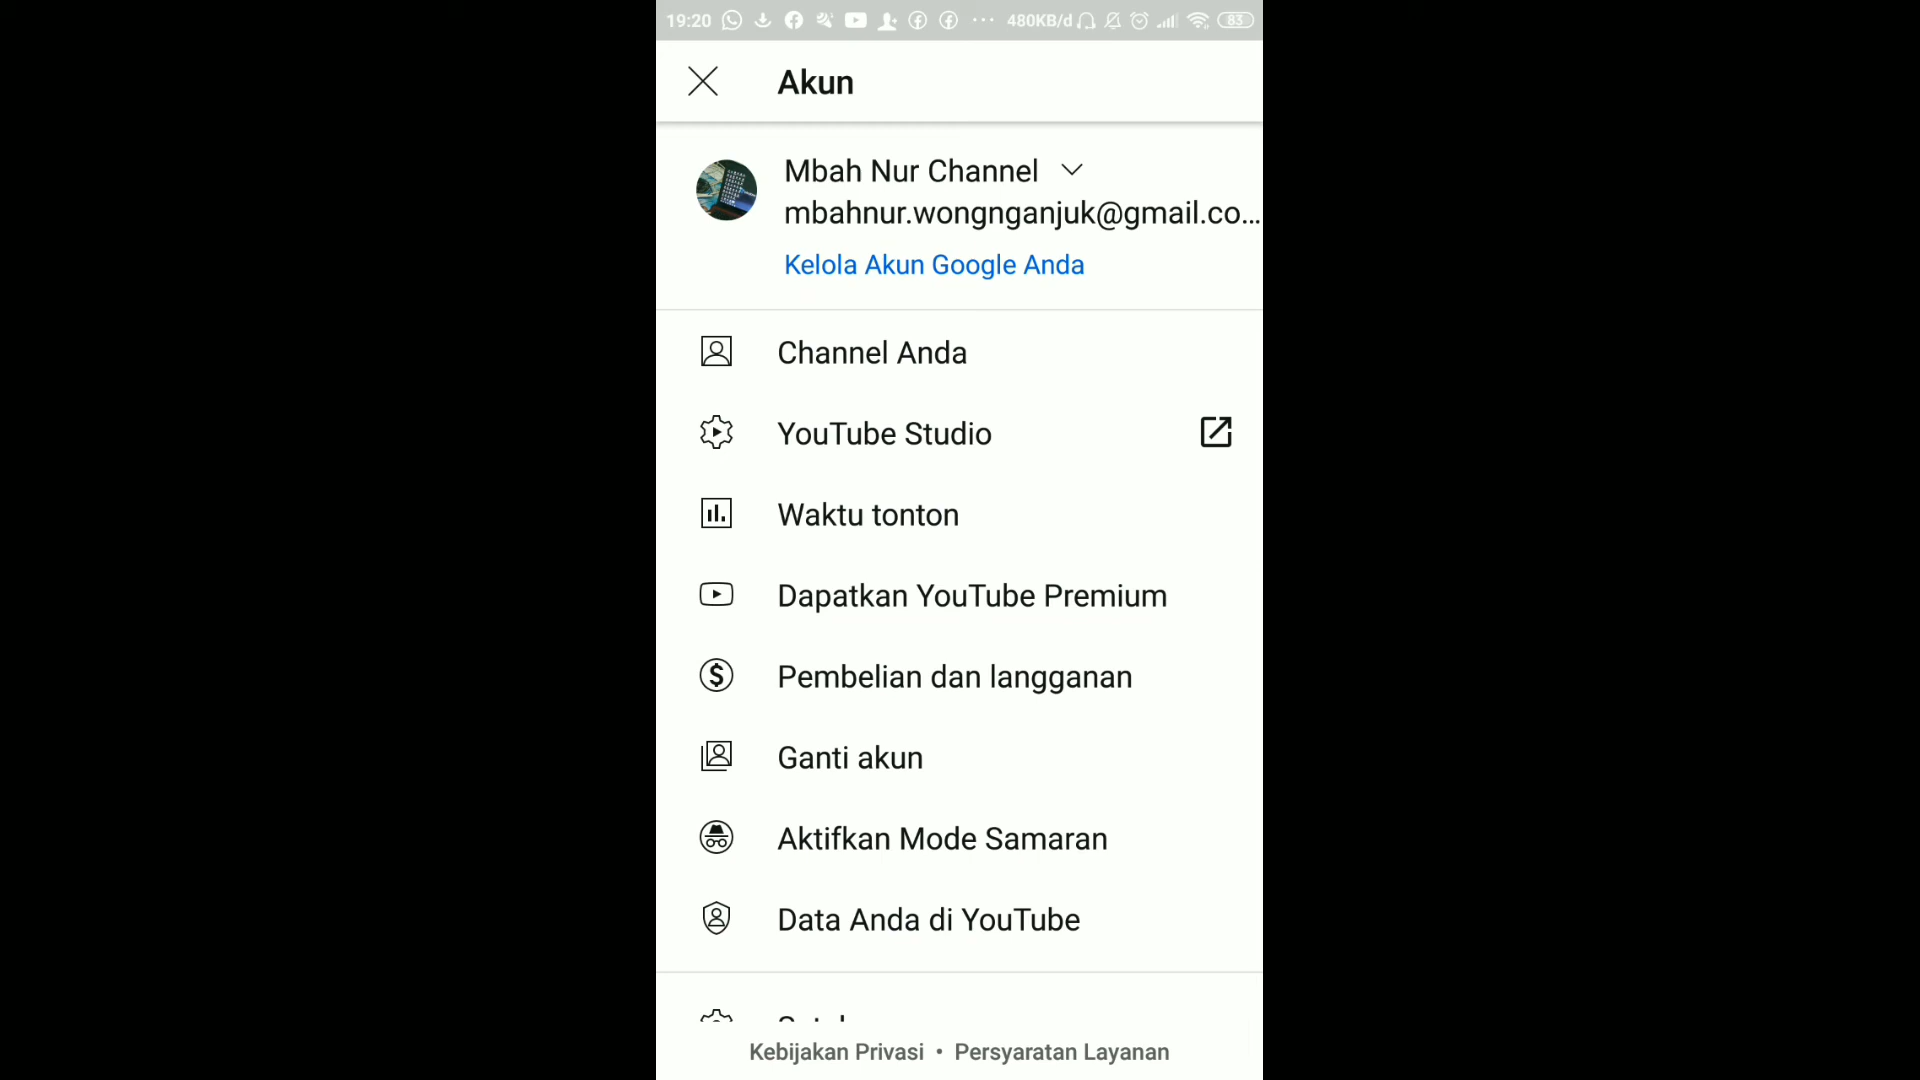 19:20 480KB/d 83
Akun
Mbah Nur Channel
mbahnur.wongnganjuk@gmail.co...
Kelola Akun Google Anda
Channel Anda
YouTube Studio
Waktu tonton
Dapatkan YouTube Premium
Pembelian dan langganan
Ganti akun
Aktifkan Mode Samaran
Data Anda di YouTube
Kebijakan Privasi • Persyaratan Layanan